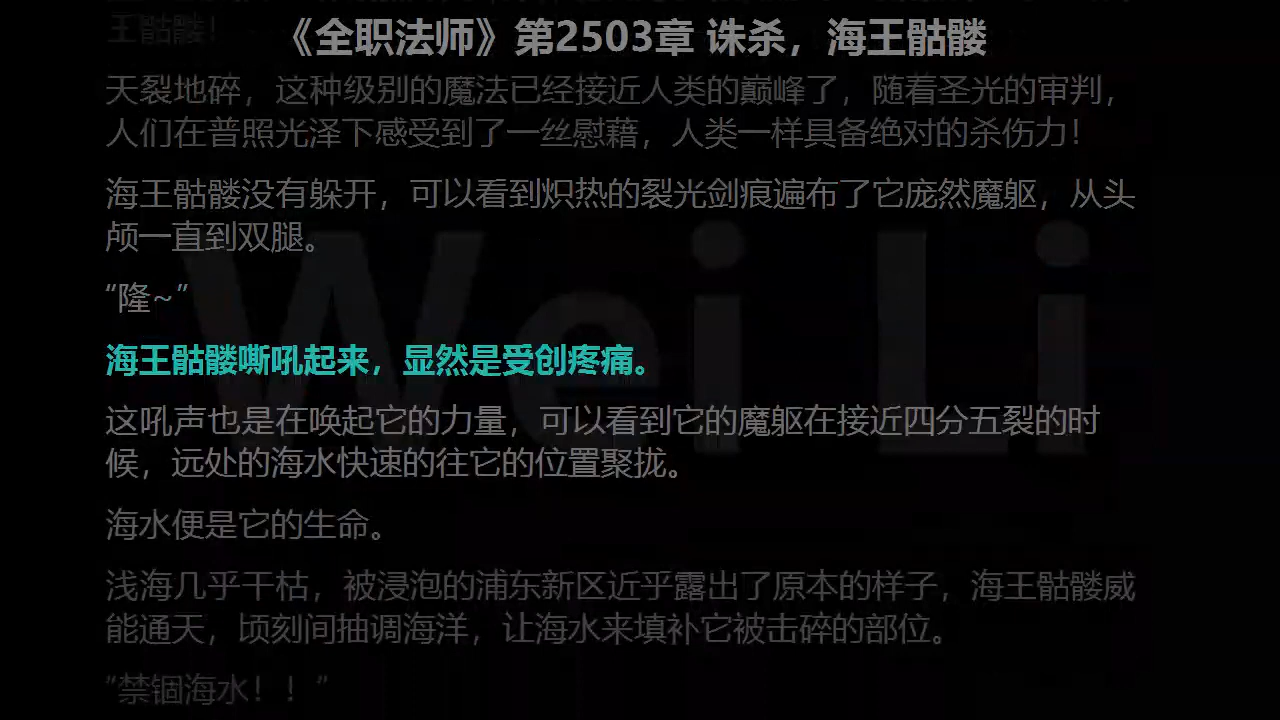 王骷髅！
《全职法师》第2503章 诛杀，海王骷髅
天裂地碎，这种级别的魔法已经接近人类的巅峰了，随着圣光的审判，
人们在普照光泽下感受到了一丝慰藉，人类一样具备绝对的杀伤力！
海王骷髅没有躲开，可以看到炽热的裂光剑痕遍布了它庞然魔躯，从头
颅一直到双腿。
“隆~”
海王骷髅嘶吼起来，显然是受创疼痛。
这吼声也是在唤起它的力量，可以看到它的魔躯在接近四分五裂的时
候，远处的海水快速的往它的位置聚拢。
海水便是它的生命。
浅海几乎干枯，被浸泡的浦东新区近乎露出了原本的样子，海王骷髅威
能通天，顷刻间抽调海洋，让海水来填补它被击碎的部位。
“禁锢海水！！”
Wei Li